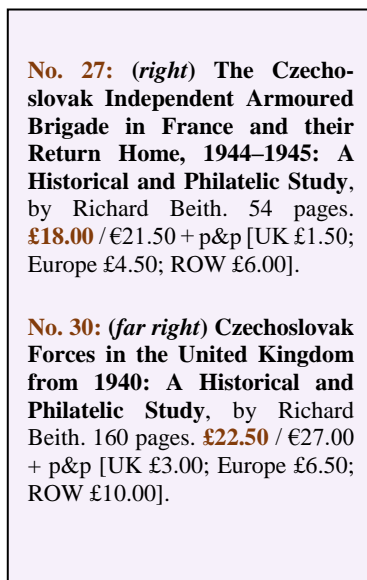 No. 27: (right) The Czecho-
slovak Independent Armoured
Brigade in France and their
Return Home, 1944–1945: A
Historical and Philatelic Study,
by Richard Beith. 54 pages.
£18.00 / €21.50 + p&p [UK £1.50;
Europe £4.50; ROW £6.00].
No. 30: (far right) Czechoslovak
Forces in the United Kingdom
from 1940: A Historical and
Philatelic Study, by Richard
Beith. 160 pages. £22.50 / €27.00
+ p&p [UK £3.00; Europe £6.50;
ROW £10.00].